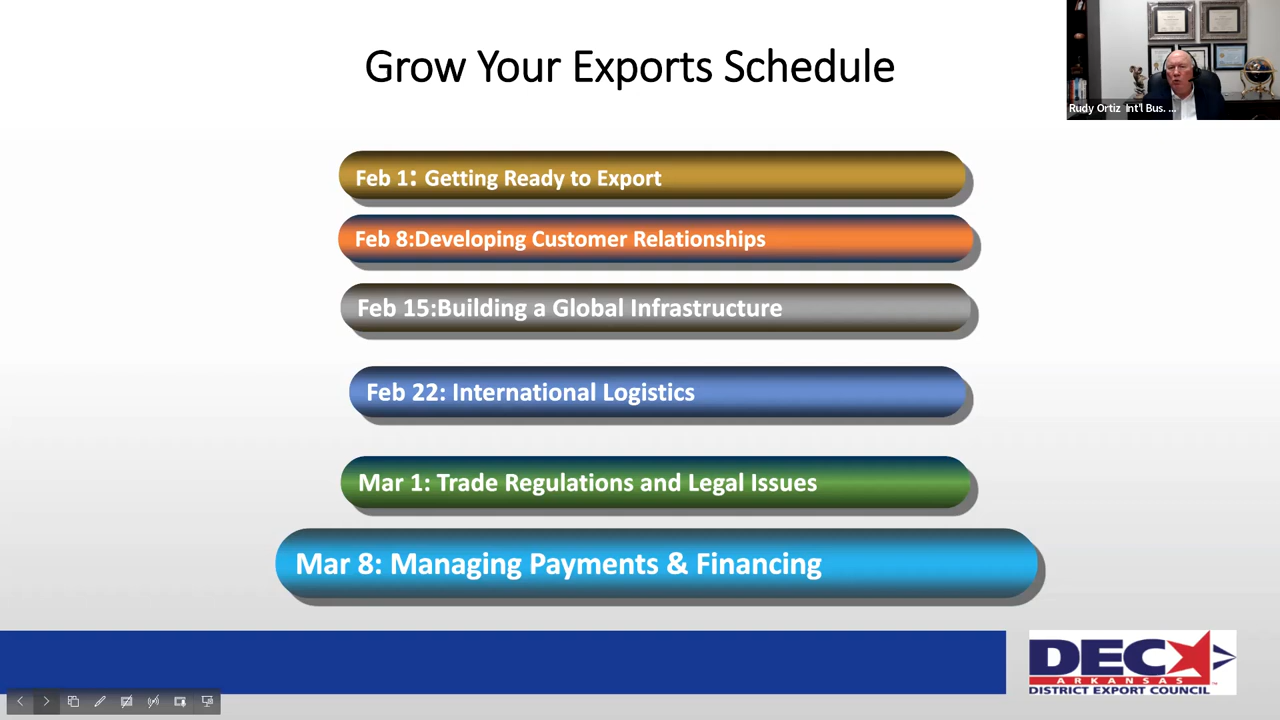 Grow Your Exports Schedule
Rudy Ortiz Int'l Bus. ...
Feb 1: Getting Ready to Export
Feb 8:Developing Customer Relationships
Feb 15:Building a Global Infrastructure
Feb 22: International Logistics
Mar 1: Trade Regulations and Legal Issues
Mar 8: Managing Payments & Financing
DEC
ARKANSAS
DISTRICT EXPORT COUNCIL